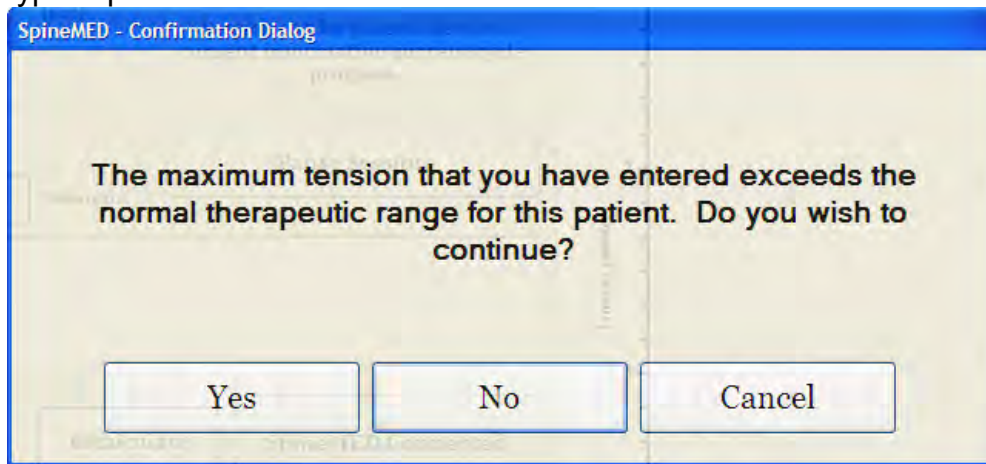 SpineMED - Confirmation Dialog
The maximum tension that you have entered exceeds the
normal therapeutic range for this patient.  Do you wish to
continue?
Yes
No
Cancel